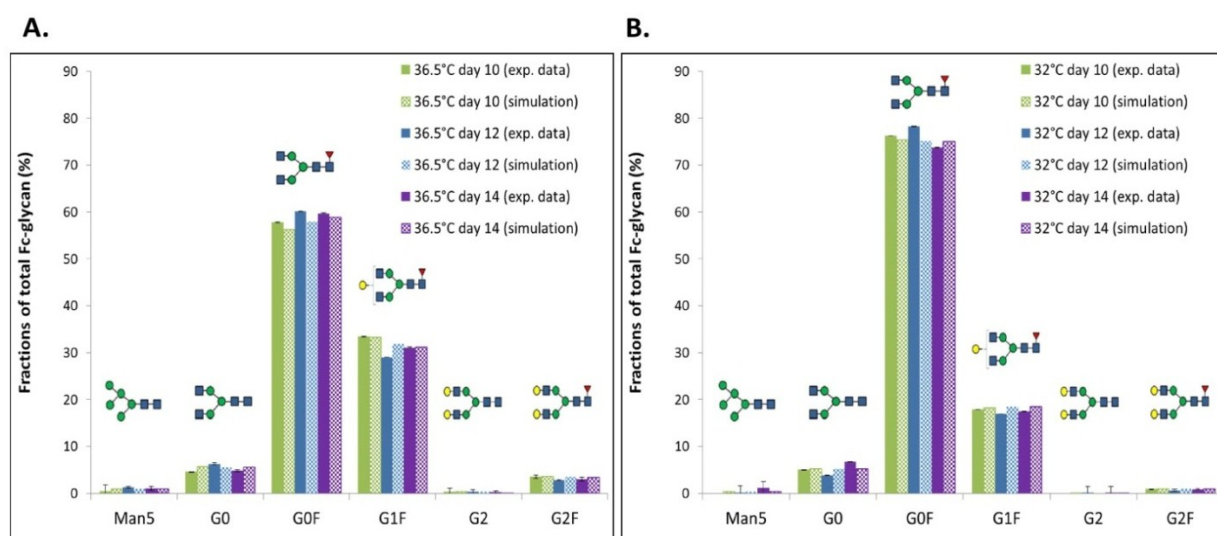 A.
Fractions of total Fc-glycan (%)
90
80
70
60
50
40
30
20
10
0
36.5°C day 10 (exp. data)
36.5°C day 10 (simulation)
36.5°C day 12 (exp. data)
36.5°C day 12 (simulation)
36.5°C day 14 (exp. data)
36.5°C day 14 (simulation)
Man5 G0 G0F G1F G2 G2F
B.
Fractions of total Fc-glycan (%)
90
80
70
60
50
40
30
20
10
0
32°C day 10 (exp. data)
32°C day 10 (simulation)
32°C day 12 (exp. data)
32°C day 12 (simulation)
32°C day 14 (exp. data)
32°C day 14 (simulation)
Man5 G0 G0F G1F G2 G2F